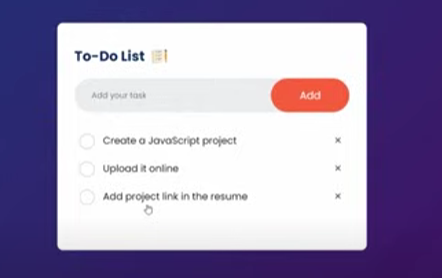 To-Do List
Add your task
Add
Create a JavaScript project ×
Upload it online ×
Add project link in the resume ×